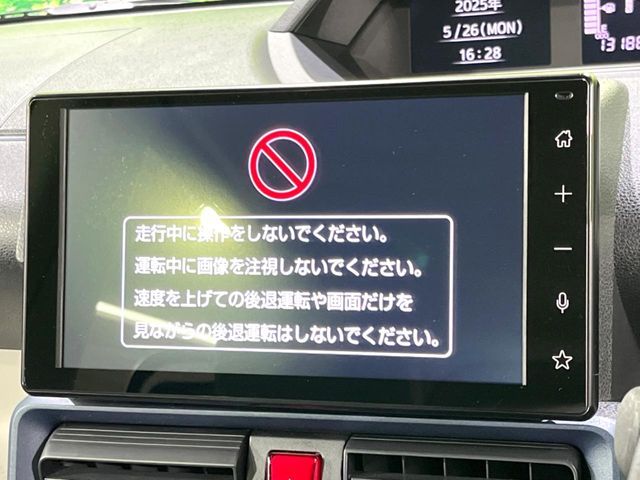 2025年
5/26(MON)
16:28
走行中に操作をしないでください。
運転中に画像を注視しないでください。
速度を上げての後退運転や画面だけを
見ながらの後退運転はしないでください。